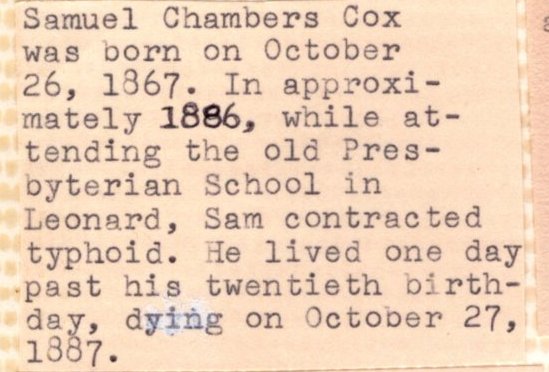 Samuel Chambers Cox
was born on October
26, 1867. In approxi-
mately 1886, while at-
tending the old Pres-
byterian School in
Leonard, Sam contracted
typhoid. He lived one day
past his twentieth birth-
day, dying on October 27,
1887.